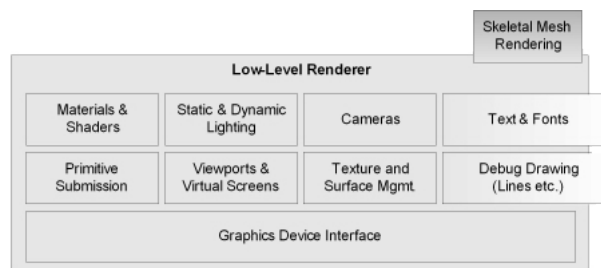 Skeletal Mesh
Rendering
Low-Level Renderer
Materials &
Shaders
Static & Dynamic
Lighting
Cameras
Text & Fonts
Primitive
Submission
Viewports &
Virtual Screens
Texture and
Surface Mgmt.
Debug Drawing
(Lines etc.)
Graphics Device Interface